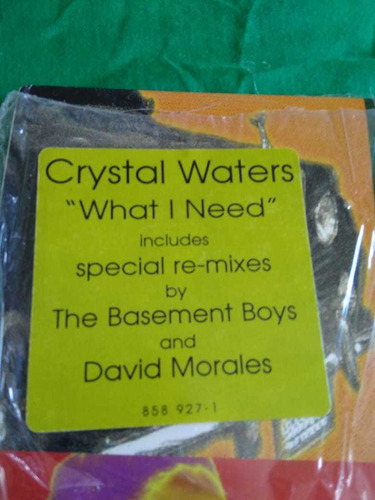 Crystal Waters
"What I Need"
includes
special re-mixes
by
The Basement Boys
and
David Morales
858 927-1